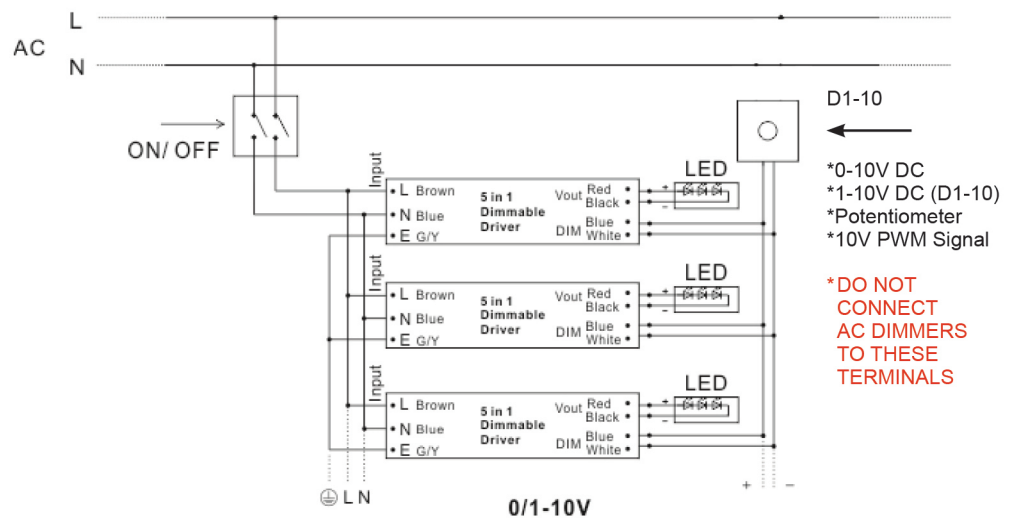 L
AC
N
D1-10
ON/ OFF
*0-10V DC
*1-10V DC (D1-10)
*Potentiometer
*10V PWM Signal
*DO NOT
CONNECT
AC DIMMERS
TO THESE
TERMINALS
Input
L Brown
N Blue
E G/Y
5 in 1
Dimmable
Driver
Vout Red
Black
DIM Blue
White
LED
+
−
Input
L Brown
N Blue
E G/Y
5 in 1
Dimmable
Driver
Vout Red
Black
DIM Blue
White
LED
+
−
Input
L Brown
N Blue
E G/Y
5 in 1
Dimmable
Driver
Vout Red
Black
DIM Blue
White
LED
+
−
L N
+ −
0/1-10V